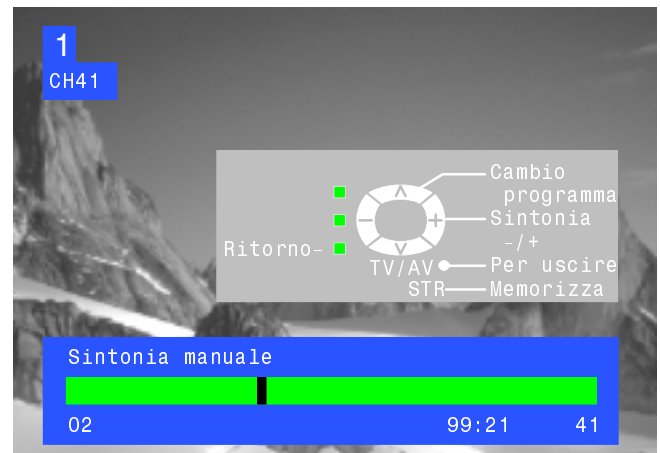 1
CH41
Cambio
programma
Sintonia
-/+
Ritorno-
TV/AV Per uscire
STR Memorizza
Sintonia manuale
02 99:21 41